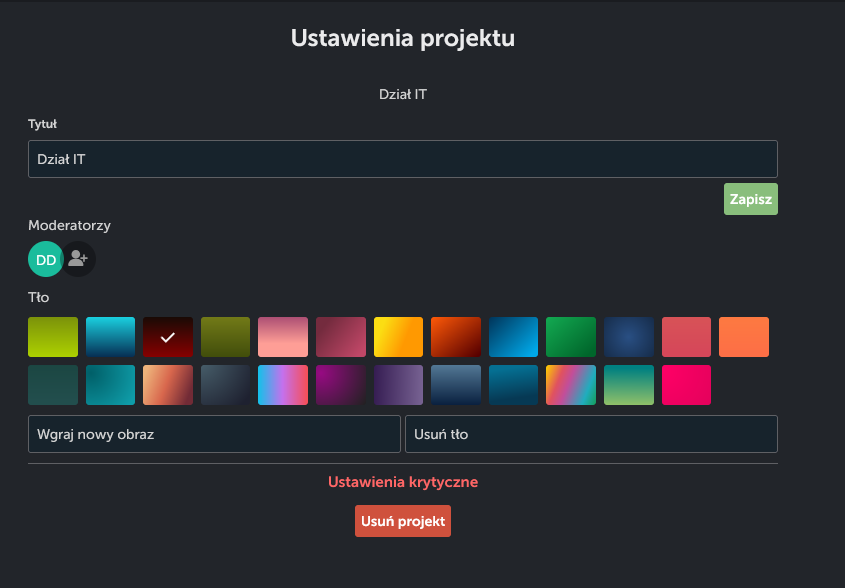 Ustawienia projektu
Dział IT
Tytuł
Dział IT
Zapisz
Moderatorzy
DD
Tło
Wgraj nowy obraz
Usuń tło
Ustawienia krytyczne
Usuń projekt